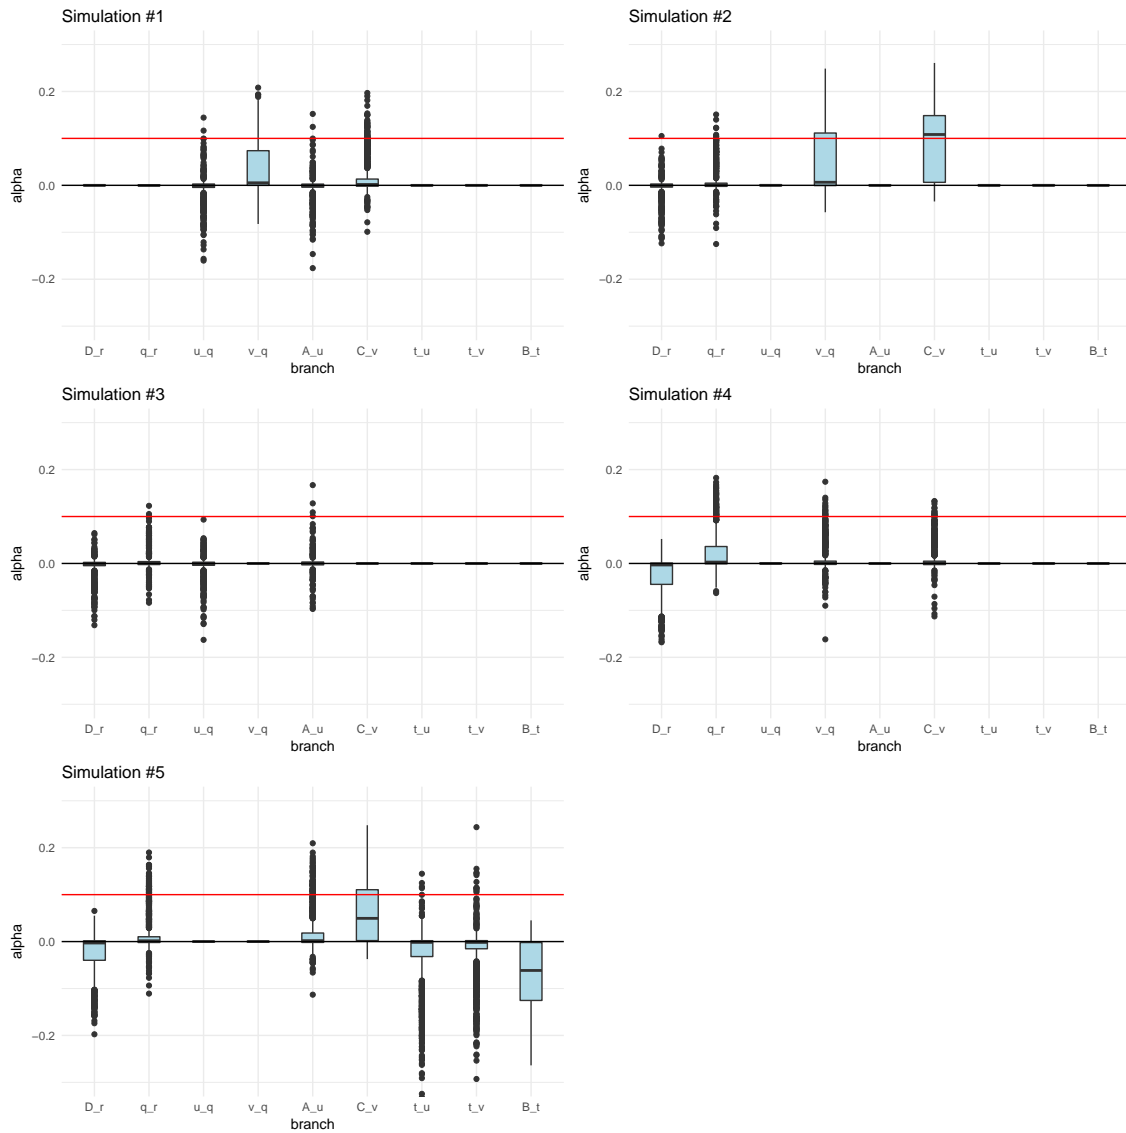 Simulation #1
alpha
0.2
0.0
−0.2
D_r q_r u_q v_q A_u C_v t_u t_v B_t
branch
Simulation #2
alpha
0.2
0.0
−0.2
D_r q_r u_q v_q A_u C_v t_u t_v B_t
branch
Simulation #3
alpha
0.2
0.0
−0.2
D_r q_r u_q v_q A_u C_v t_u t_v B_t
branch
Simulation #4
alpha
0.2
0.0
−0.2
D_r q_r u_q v_q A_u C_v t_u t_v B_t
branch
Simulation #5
alpha
0.2
0.0
−0.2
D_r q_r u_q v_q A_u C_v t_u t_v B_t
branch